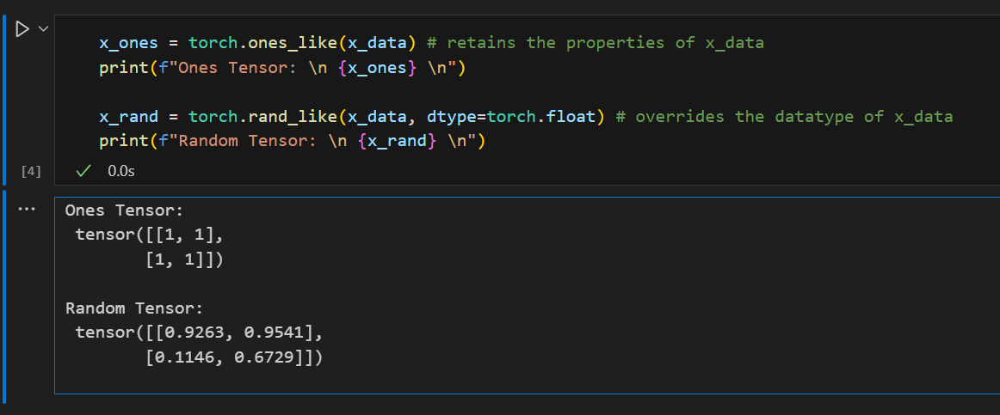 x_ones = torch.ones_like(x_data) # retains the properties of x_data
print(f"Ones Tensor: \n {x_ones} \n")
x_rand = torch.rand_like(x_data, dtype=torch.float) # overrides the datatype of x_data
print(f"Random Tensor: \n {x_rand} \n")
[4] ✓ 0.0s
... Ones Tensor:
tensor([[1, 1],
[1, 1]])
Random Tensor:
tensor([[0.9263, 0.9541],
[0.1146, 0.6729]])